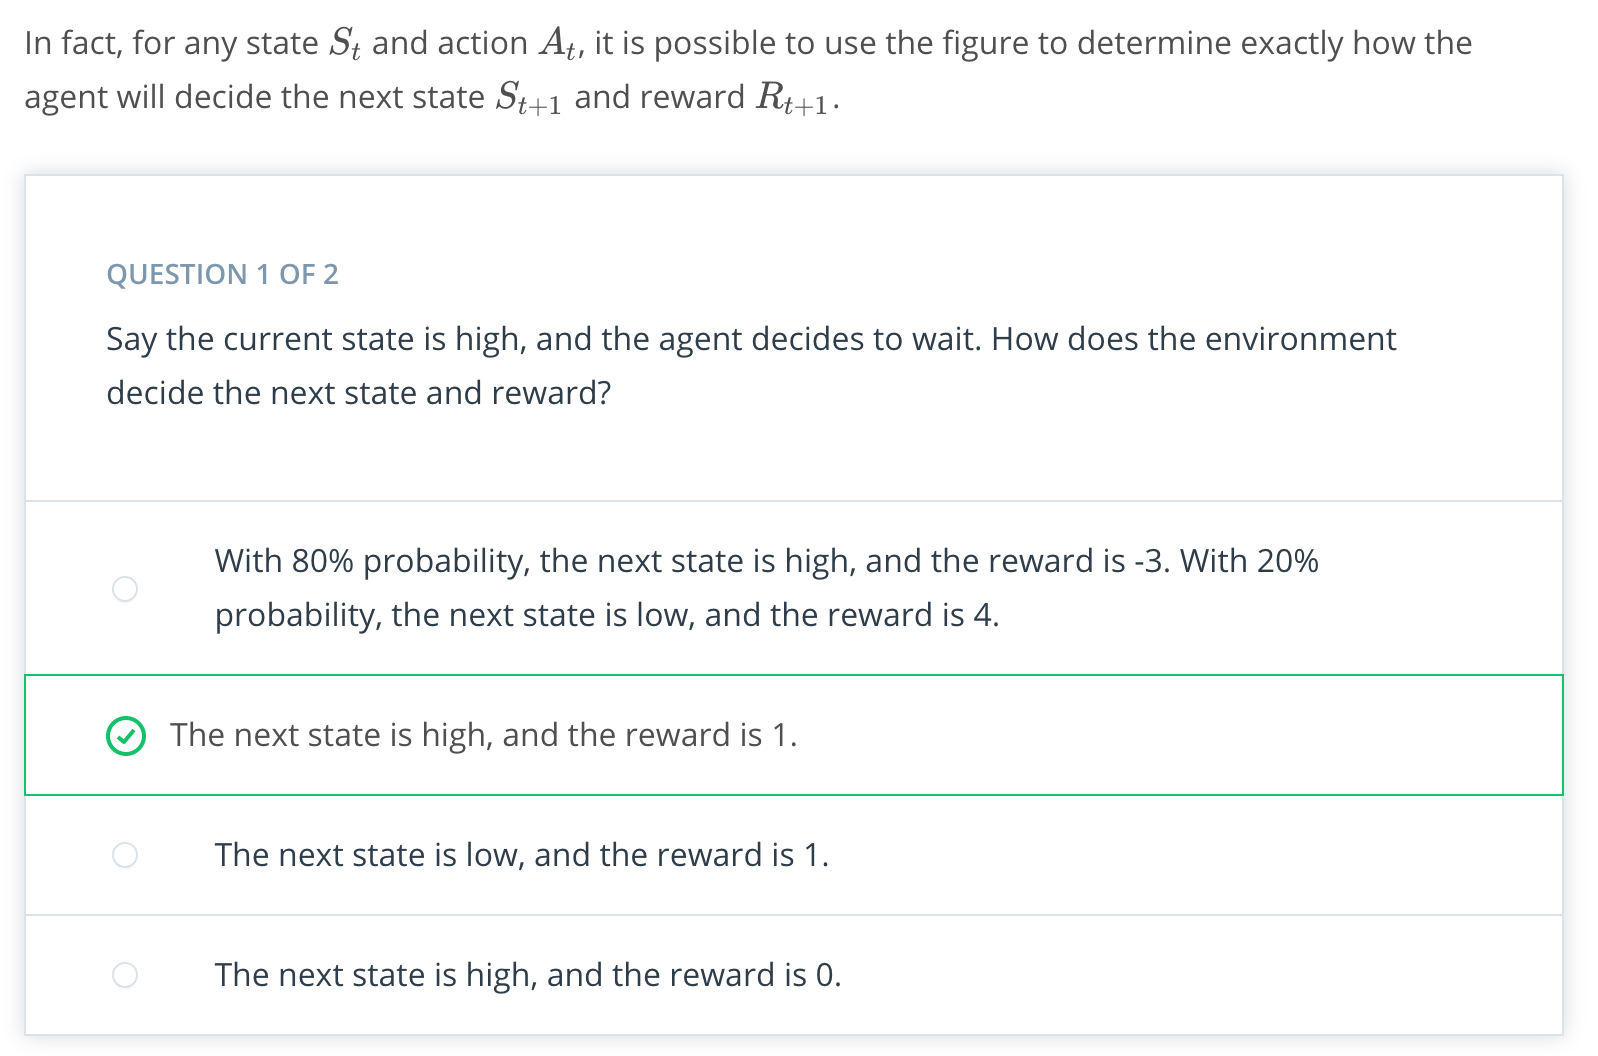 In fact, for any state S_t and action A_t, it is possible to use the figure to determine exactly how the
agent will decide the next state S_{t+1} and reward R_{t+1}.
QUESTION 1 OF 2
Say the current state is high, and the agent decides to wait. How does the environment
decide the next state and reward?
With 80% probability, the next state is high, and the reward is -3. With 20%
probability, the next state is low, and the reward is 4.
The next state is high, and the reward is 1.
The next state is low, and the reward is 1.
The next state is high, and the reward is 0.